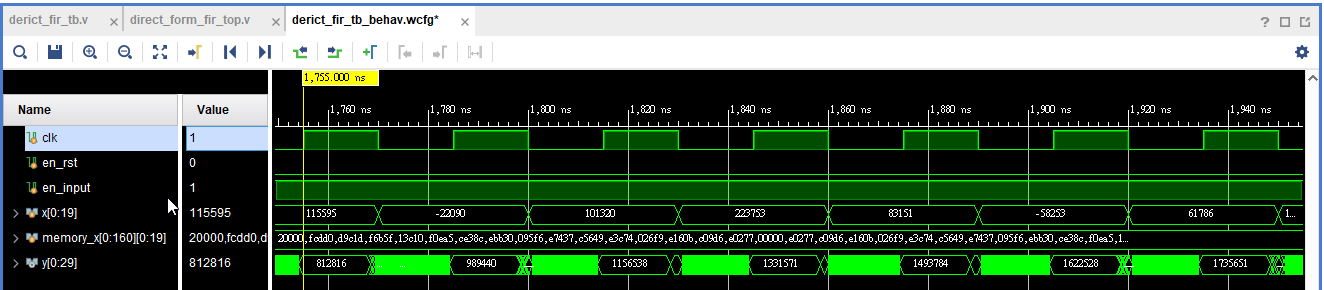 derict_fir_tb.v × direct_form_fir_top.v × derict_fir_tb_behav.wcfg* ×
?
1,755.000 ns
1,760 ns 1,780 ns 1,800 ns 1,820 ns 1,840 ns 1,860 ns 1,880 ns 1,900 ns 1,920 ns 1,940 ns
Name Value
clk 1
en_rst 0
en_input 1
x[0:19] 115595 115595 -22090 101320 223753 83151 -58253 61786 1...
memory_x[0:160][0:19] 20000,fcdd0,d 20000,fcdd0,d9c1d,f6b5f,13c10,f0ea5,ce38c,ebb30,095f6,e7437,c5649,e3c74,026f9,e160b,c09d6,e0277,00000,e0277,c09d6,e160b,026f9,e3c74,c5649,e7437,095f6,ebb30,ce38c,f0ea5,1...
y[0:29] 812816 812816 ... ... 989440 1156538 1331571 1493784 1622528 1735651